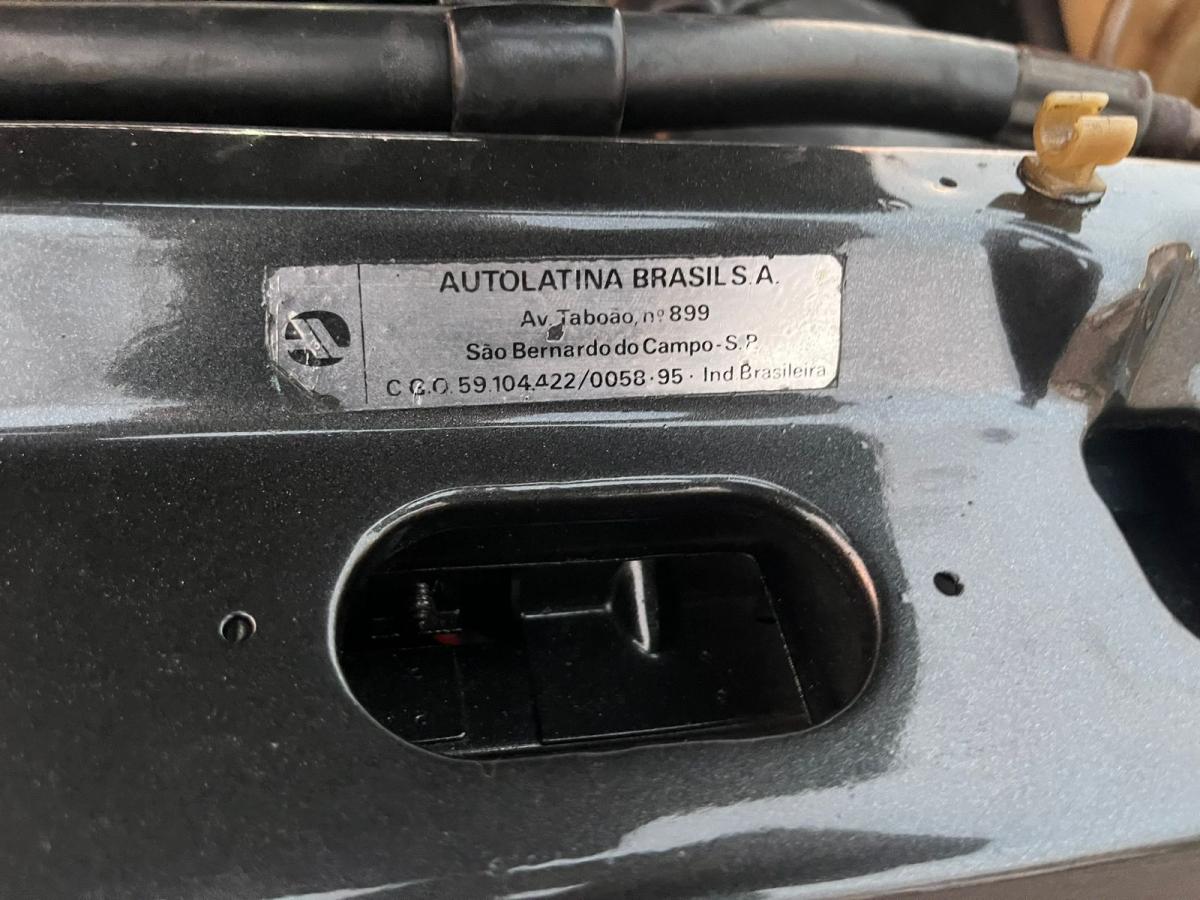 AUTOLATINA BRASIL S.A.
Av. Taboão, nº 899
São Bernardo do Campo - S.P.
C.G.C. 59.104.422/0058-95 - Ind Brasileira